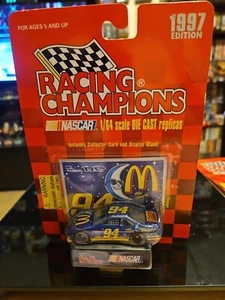 FOR AGES 8 AND UP
1997
EDITION
RACING
CHAMPIONS
NASCAR 1/64 scale DIE CAST replicas
Includes Collector Card and Display Stand!
94
94
NASCAR